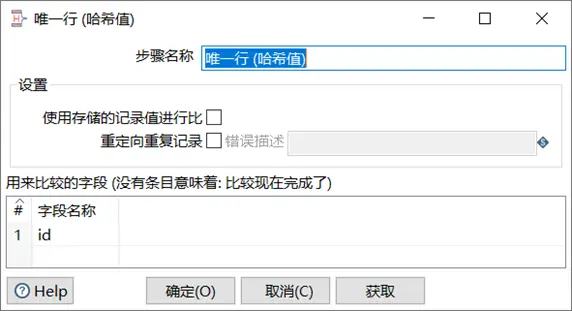 唯一行 (哈希值)
步骤名称 唯一行 (哈希值)
设置
使用存储的记录值进行比
重定向重复记录 错误描述
用来比较的字段 (没有条目意味着: 比较现在完成了)
# 字段名称
1 id
Help 确定(O) 取消(C) 获取